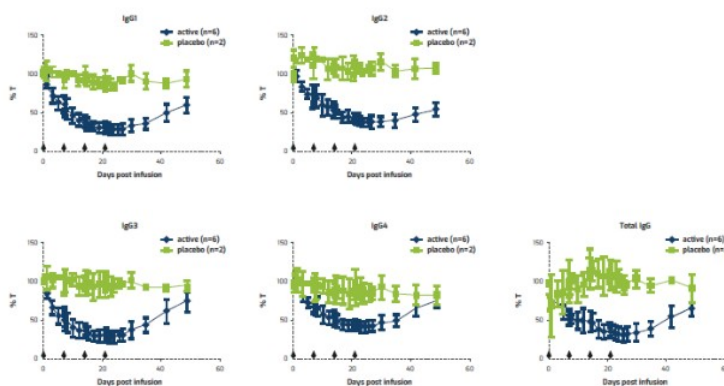 IgG1
active (n=6)
placebo (n=2)
150
100
50
0
% T
0 20 40 60
Days post infusion
IgG2
active (n=6)
placebo (n=2)
150
100
50
0
% T
0 20 40 60
Days post infusion
IgG3
active (n=6)
placebo (n=2)
150
100
50
0
% T
0 20 40 60
Days post infusion
IgG4
active (n=6)
placebo (n=2)
150
100
50
0
% T
0 20 40 60
Days post infusion
Total IgG
active (n=6)
placebo (n=
150
100
50
0
% T
0 20 40
Days post infusion